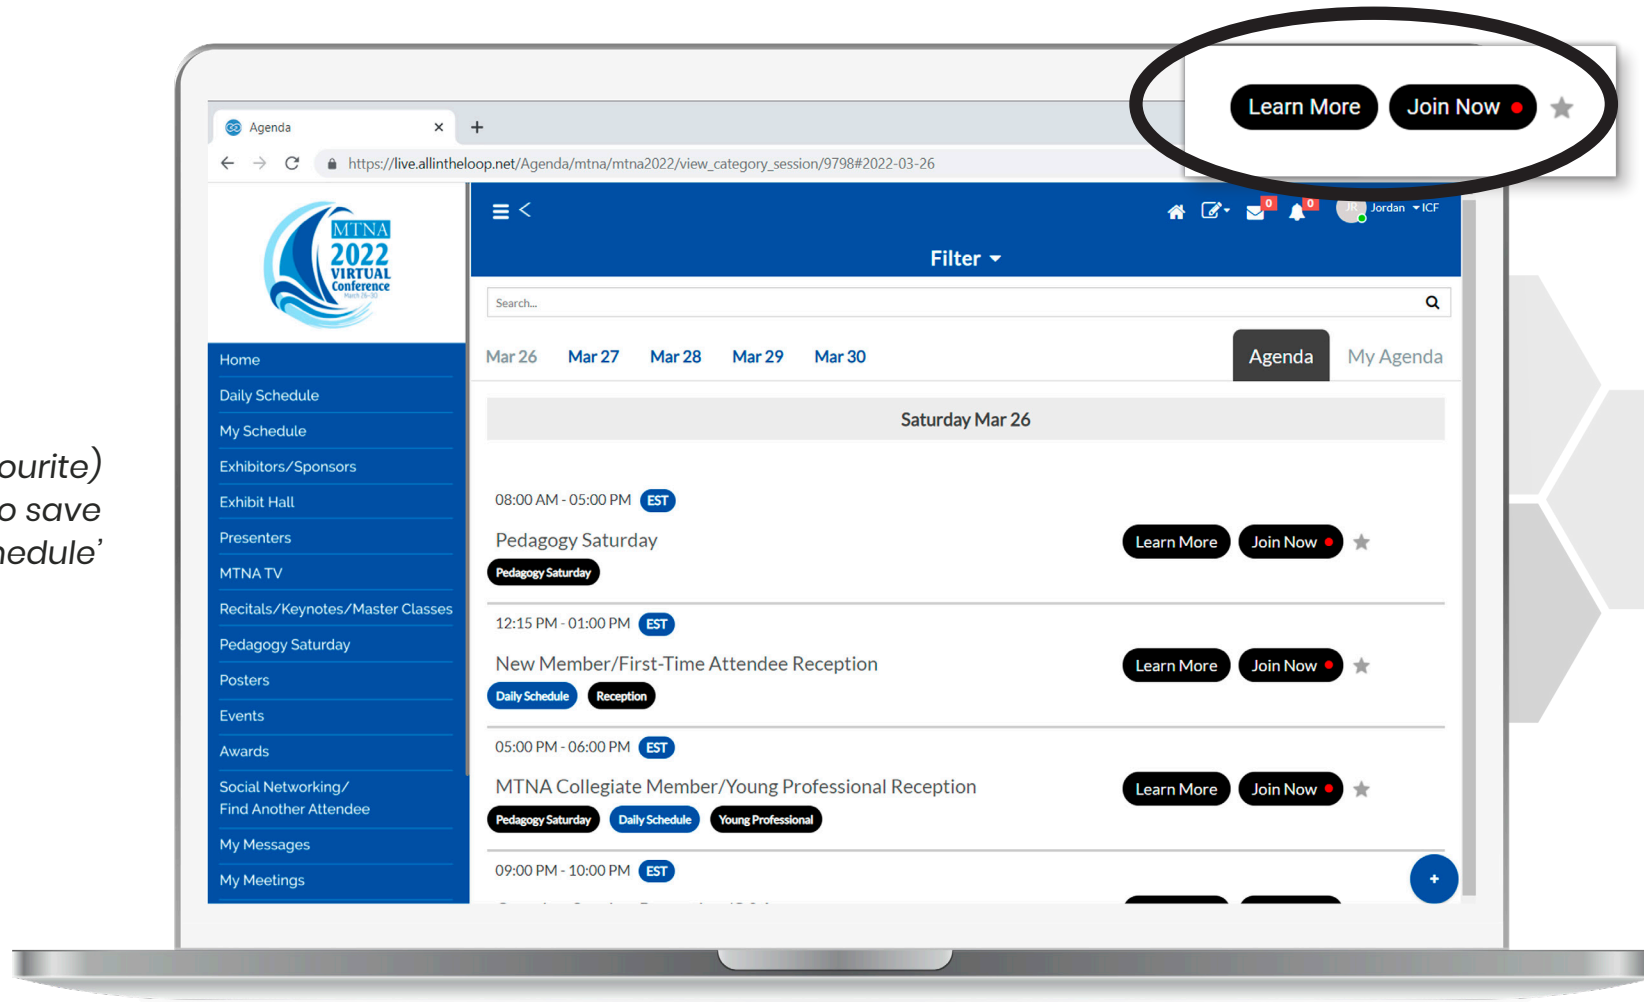 Learn More Join Now
Agenda
https://live.allintheloop.net/Agenda/mtna/mtna2022/view_category_session/9798#2022-03-26
MTNA
2022
VIRTUAL
Conference
March 26-30
0 0 JR Jordan ICF
Filter
Search...
Mar 26 Mar 27 Mar 28 Mar 29 Mar 30 Agenda My Agenda
Saturday Mar 26
Home
Daily Schedule
My Schedule
Exhibitors/Sponsors
Exhibit Hall
Presenters
MTNA TV
Recitals/Keynotes/Master Classes
Pedagogy Saturday
Posters
Events
Awards
Social Networking/
Find Another Attendee
My Messages
My Meetings
08:00 AM - 05:00 PM EST
Pedagogy Saturday Learn More Join Now
Pedagogy Saturday
12:15 PM - 01:00 PM EST
New Member/First-Time Attendee Reception Learn More Join Now
Daily Schedule Reception
05:00 PM - 06:00 PM EST
MTNA Collegiate Member/Young Professional Reception Learn More Join Now
Pedagogy Saturday Daily Schedule Young Professional
09:00 PM - 10:00 PM EST
ourite)
o save
hedule’